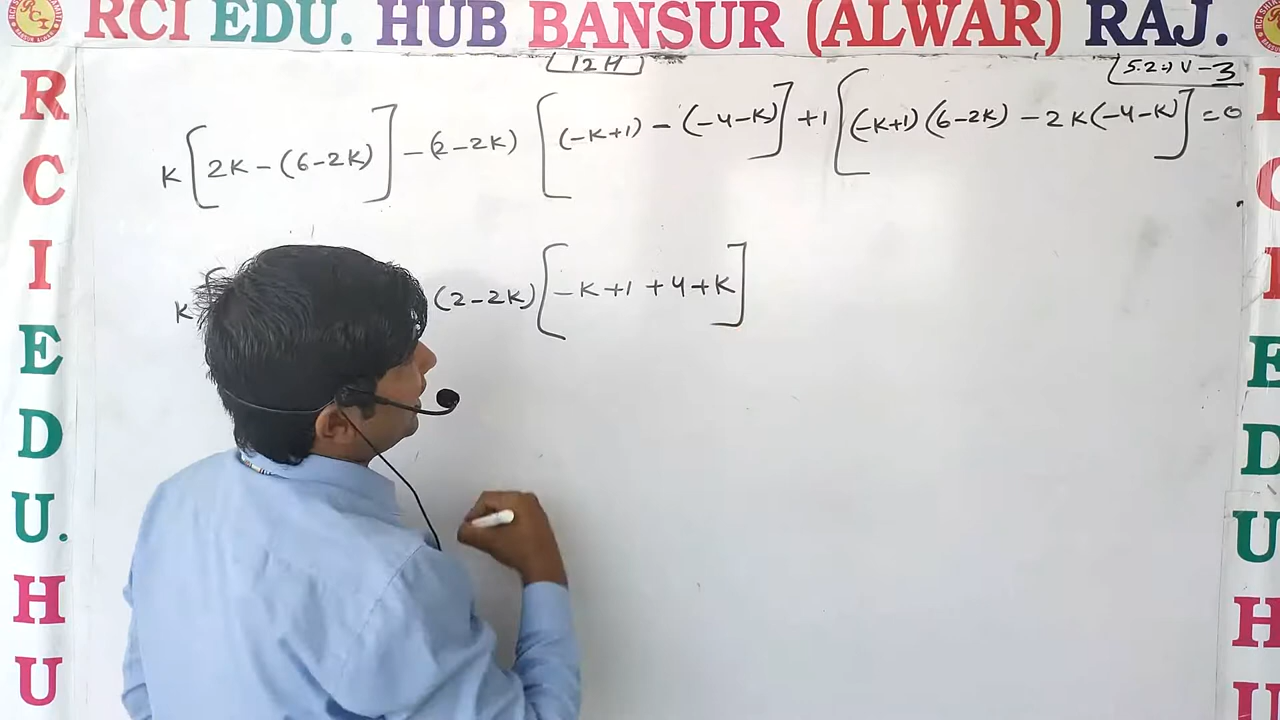 RCI EDU. HUB BANSUR (ALWAR) RAJ.
12 H
5.2 => V-3
K[2K-(6-2K)] -(2-2K) [(-K+1) - (-4-K)] +1 [(-K+1)(6-2K) -2K(-4-K)] =0
K[ (2-2K)[-K+1+4+K]
R
C
I
E
D
U.
H
U
E
D
U
H